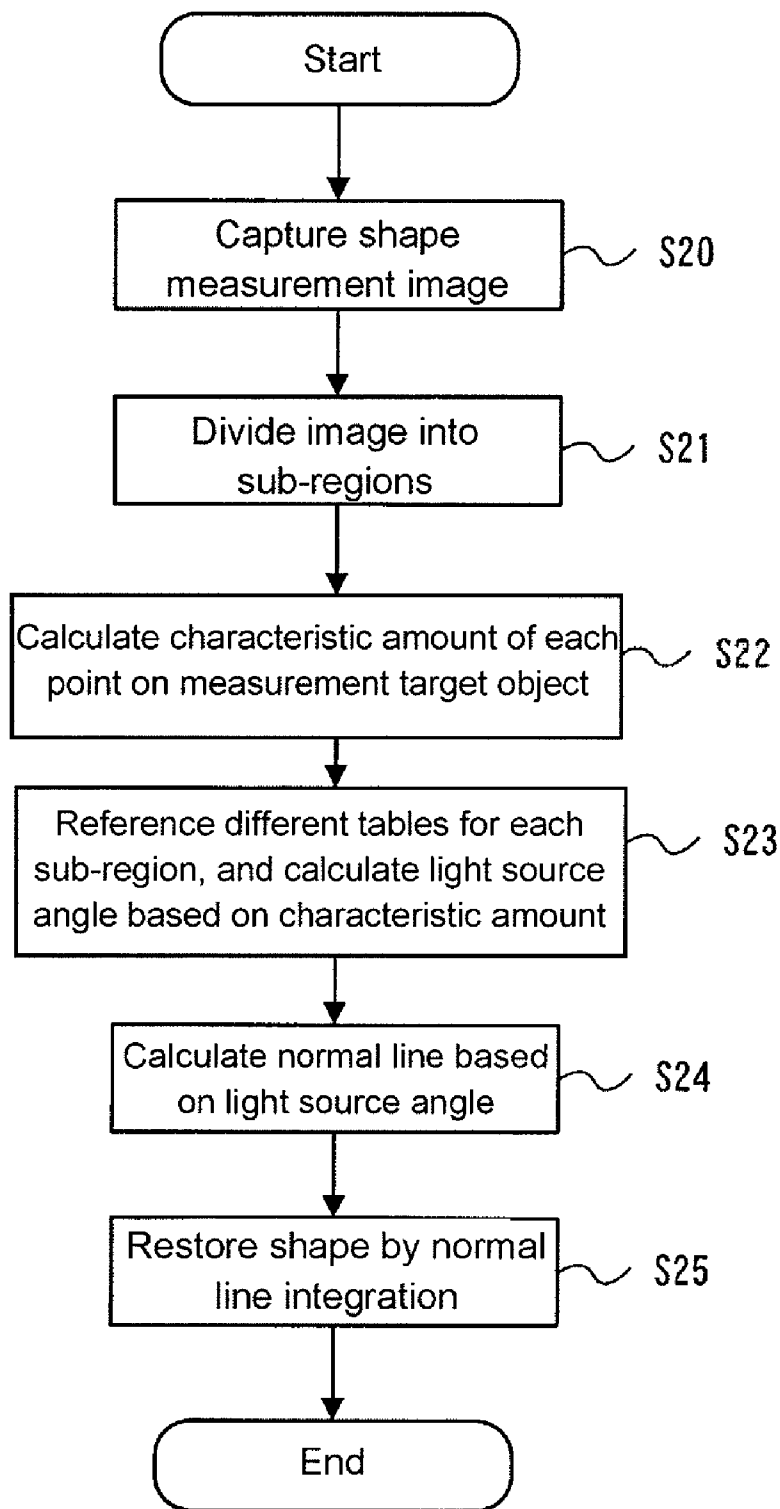 Start
Capture shape
measurement image
S20
Divide image into
sub-regions
S21
Calculate characteristic amount of each
point on measurement target object
S22
Reference different tables for each
sub-region, and calculate light source
angle based on characteristic amount
S23
Calculate normal line based
on light source angle
S24
Restore shape by normal
line integration
S25
End